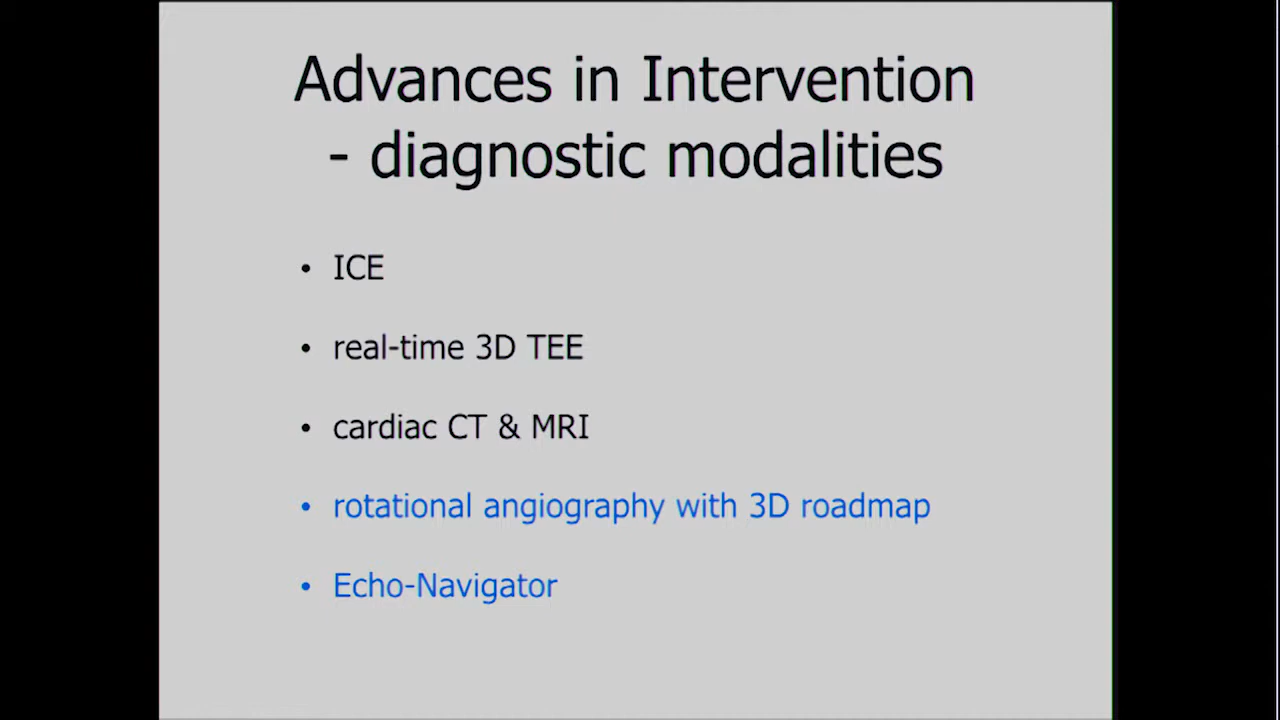 Advances in Intervention
- diagnostic modalities
• ICE
• real-time 3D TEE
• cardiac CT & MRI
• rotational angiography with 3D roadmap
• Echo-Navigator